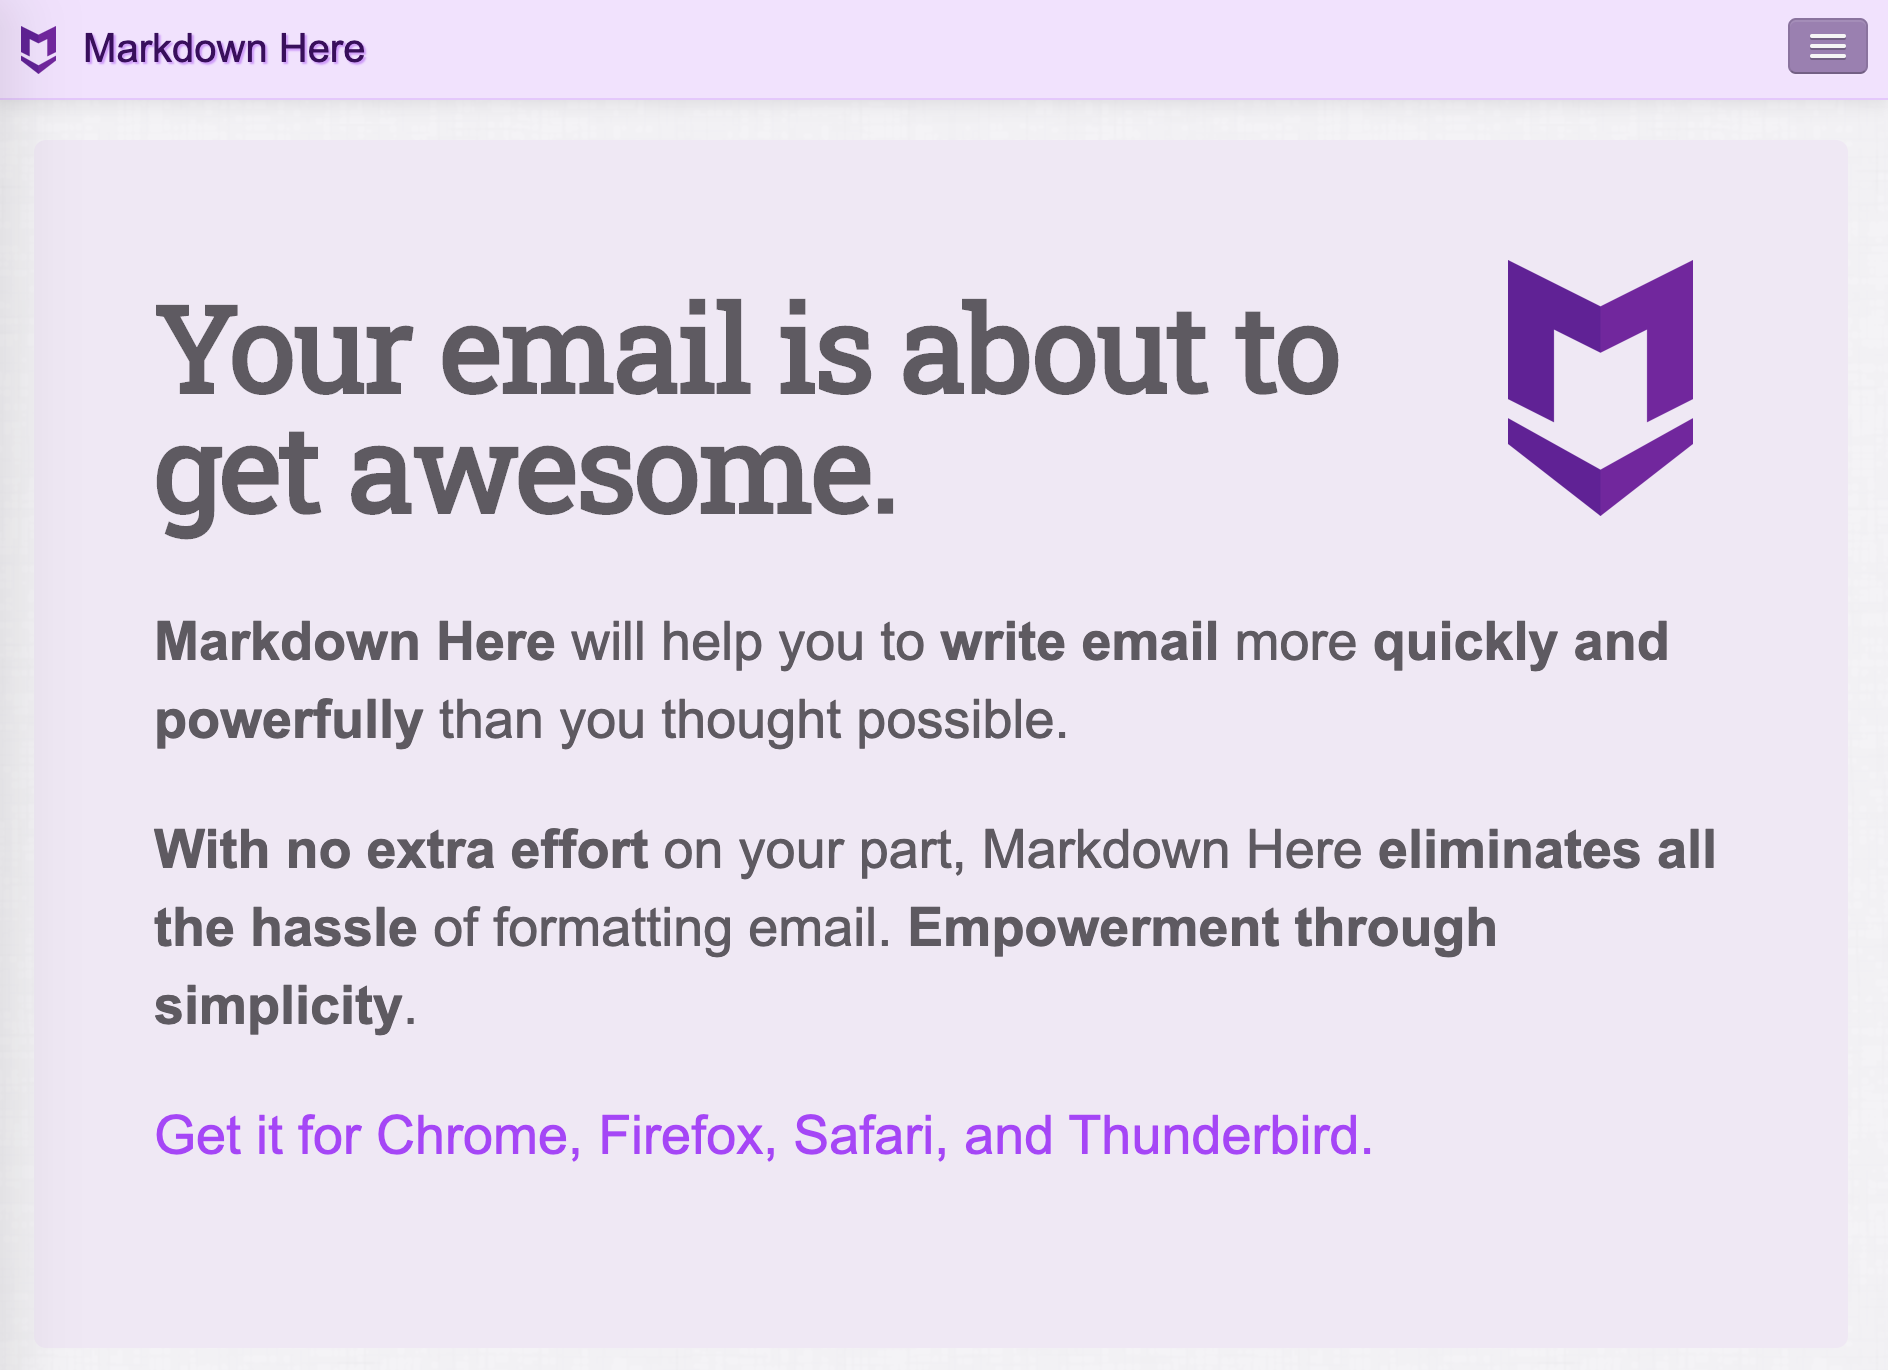 Markdown Here
Your email is about to
get awesome.
Markdown Here will help you to write email more quickly and
powerfully than you thought possible.
With no extra effort on your part, Markdown Here eliminates all
the hassle of formatting email. Empowerment through
simplicity.
Get it for Chrome, Firefox, Safari, and Thunderbird.